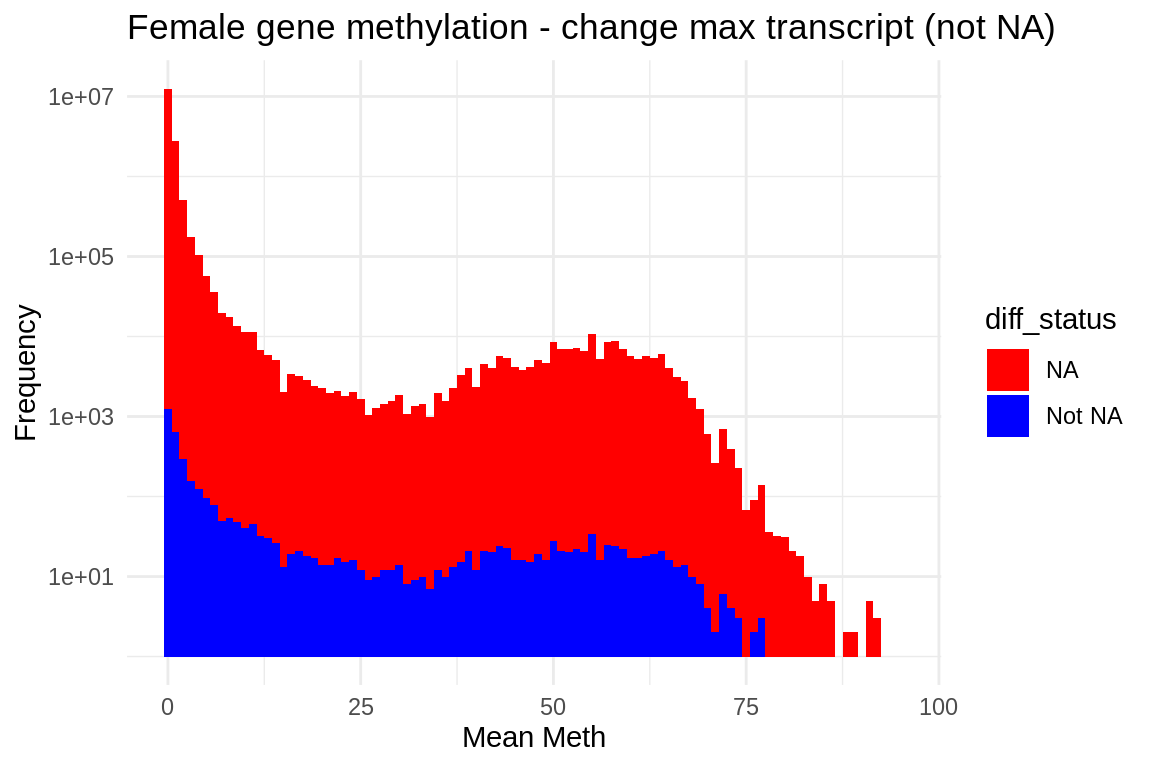 Female gene methylation - change max transcript (not NA)
1e+07
1e+05
1e+03
1e+01
Frequency
0
25
50
75
100
Mean Meth
diff_status
NA
Not NA